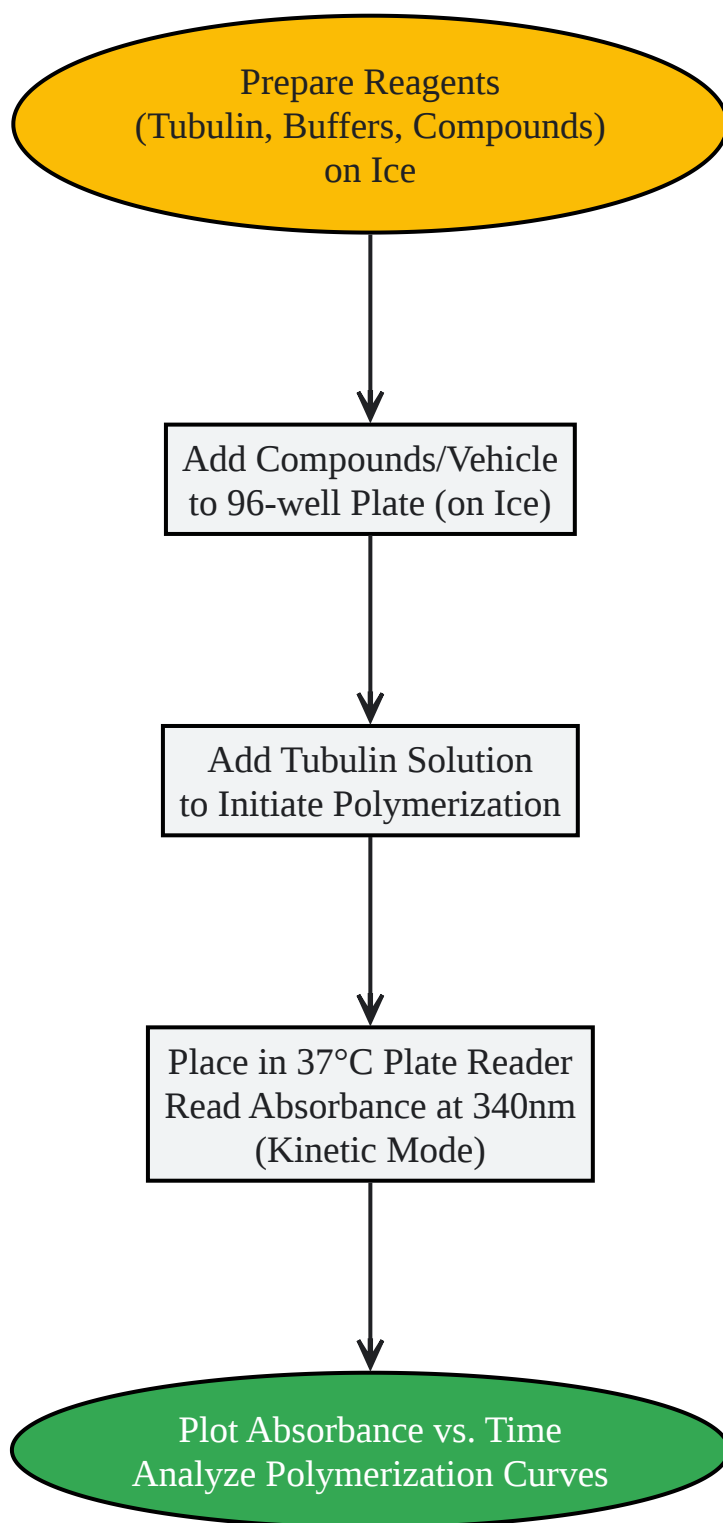 Prepare Reagents
(Tubulin, Buffers, Compounds)
on Ice
Add Compounds/Vehicle
to 96-well Plate (on Ice)
Add Tubulin Solution
to Initiate Polymerization
Place in 37°C Plate Reader
Read Absorbance at 340nm
(Kinetic Mode)
Plot Absorbance vs. Time
Analyze Polymerization Curves